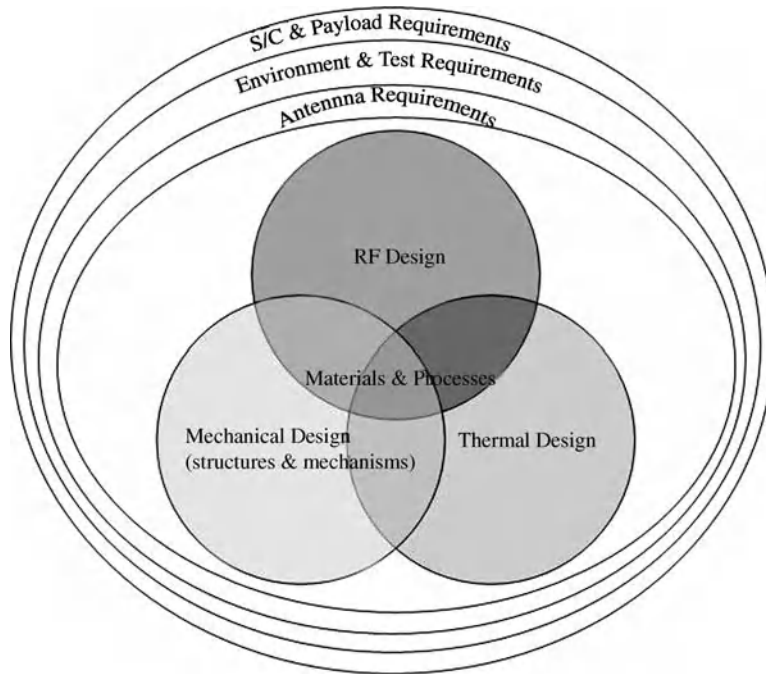 S/C & Payload Requirements
Environment & Test Requirements
Antennna Requirements
RF Design
Materials & Processes
Mechanical Design
(structures & mechanisms)
Thermal Design